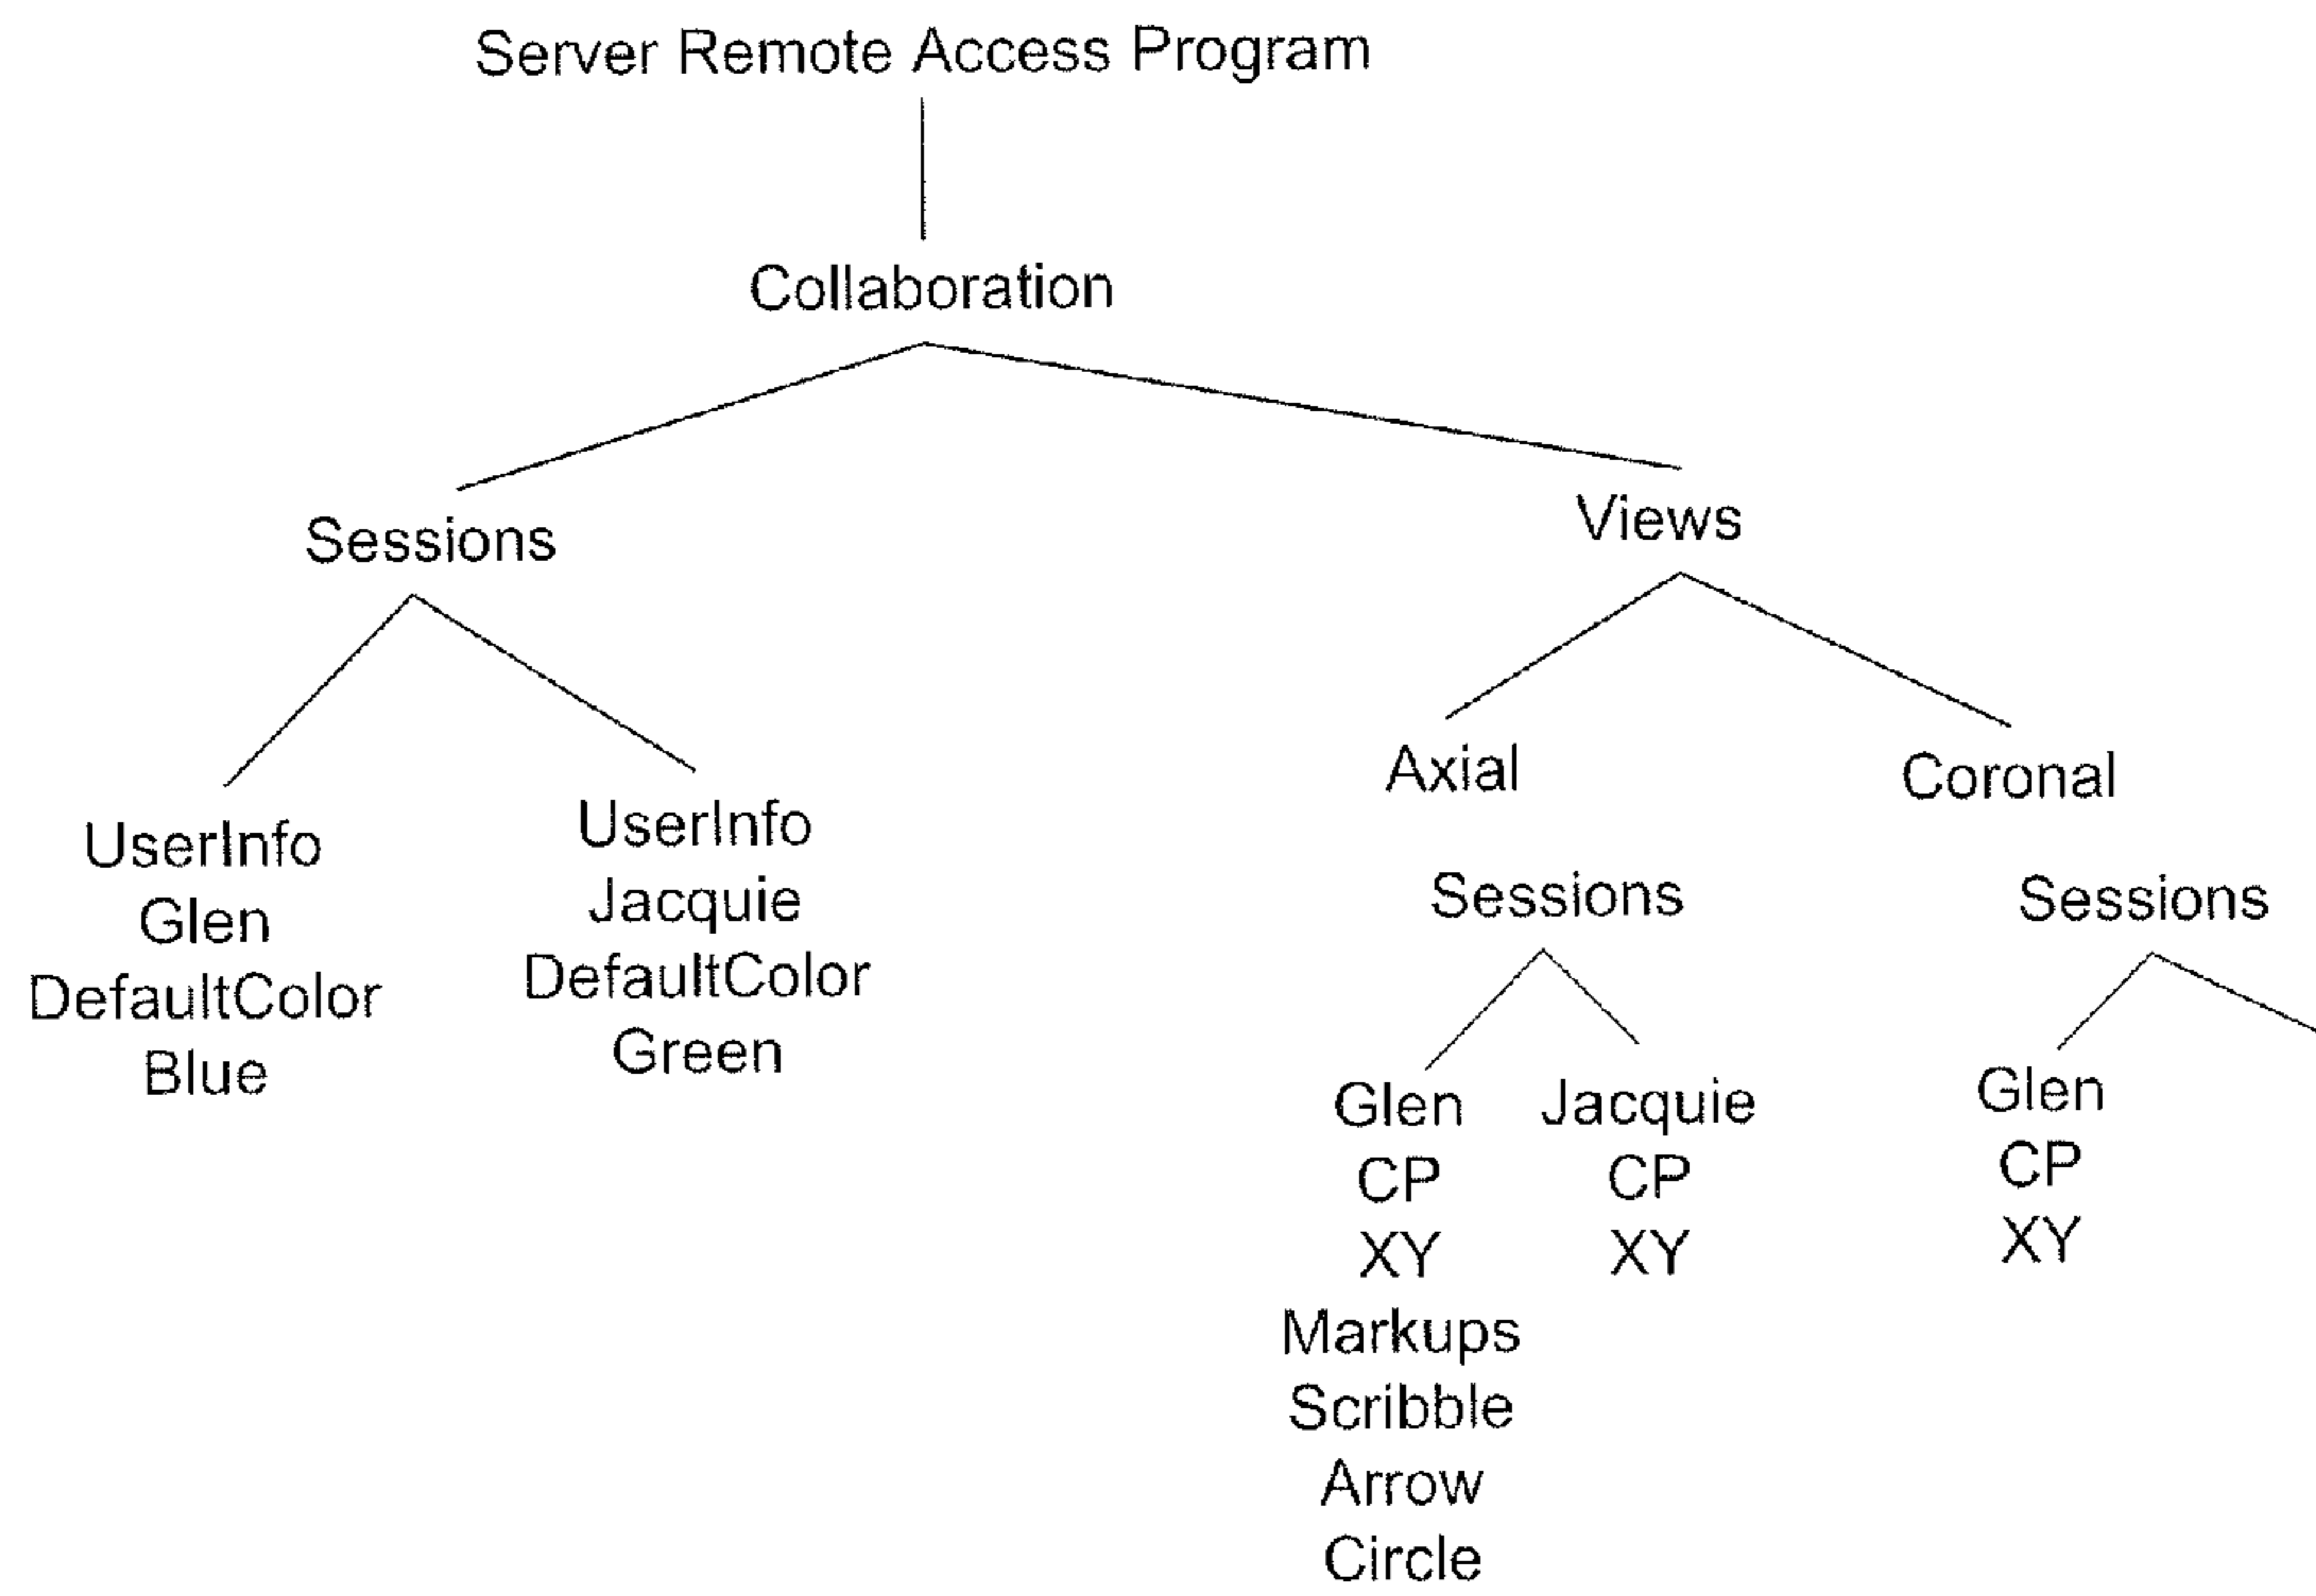 Server Remote Access Program
Collaboration
Sessions
Views
UserInfo
Glen
DefaultColor
Blue
UserInfo
Jacquie
DefaultColor
Green
Axial
Sessions
Glen
CP
XY
Markups
Scribble
Arrow
Circle
Jacquie
CP
XY
Coronal
Sessions
Glen
CP
XY